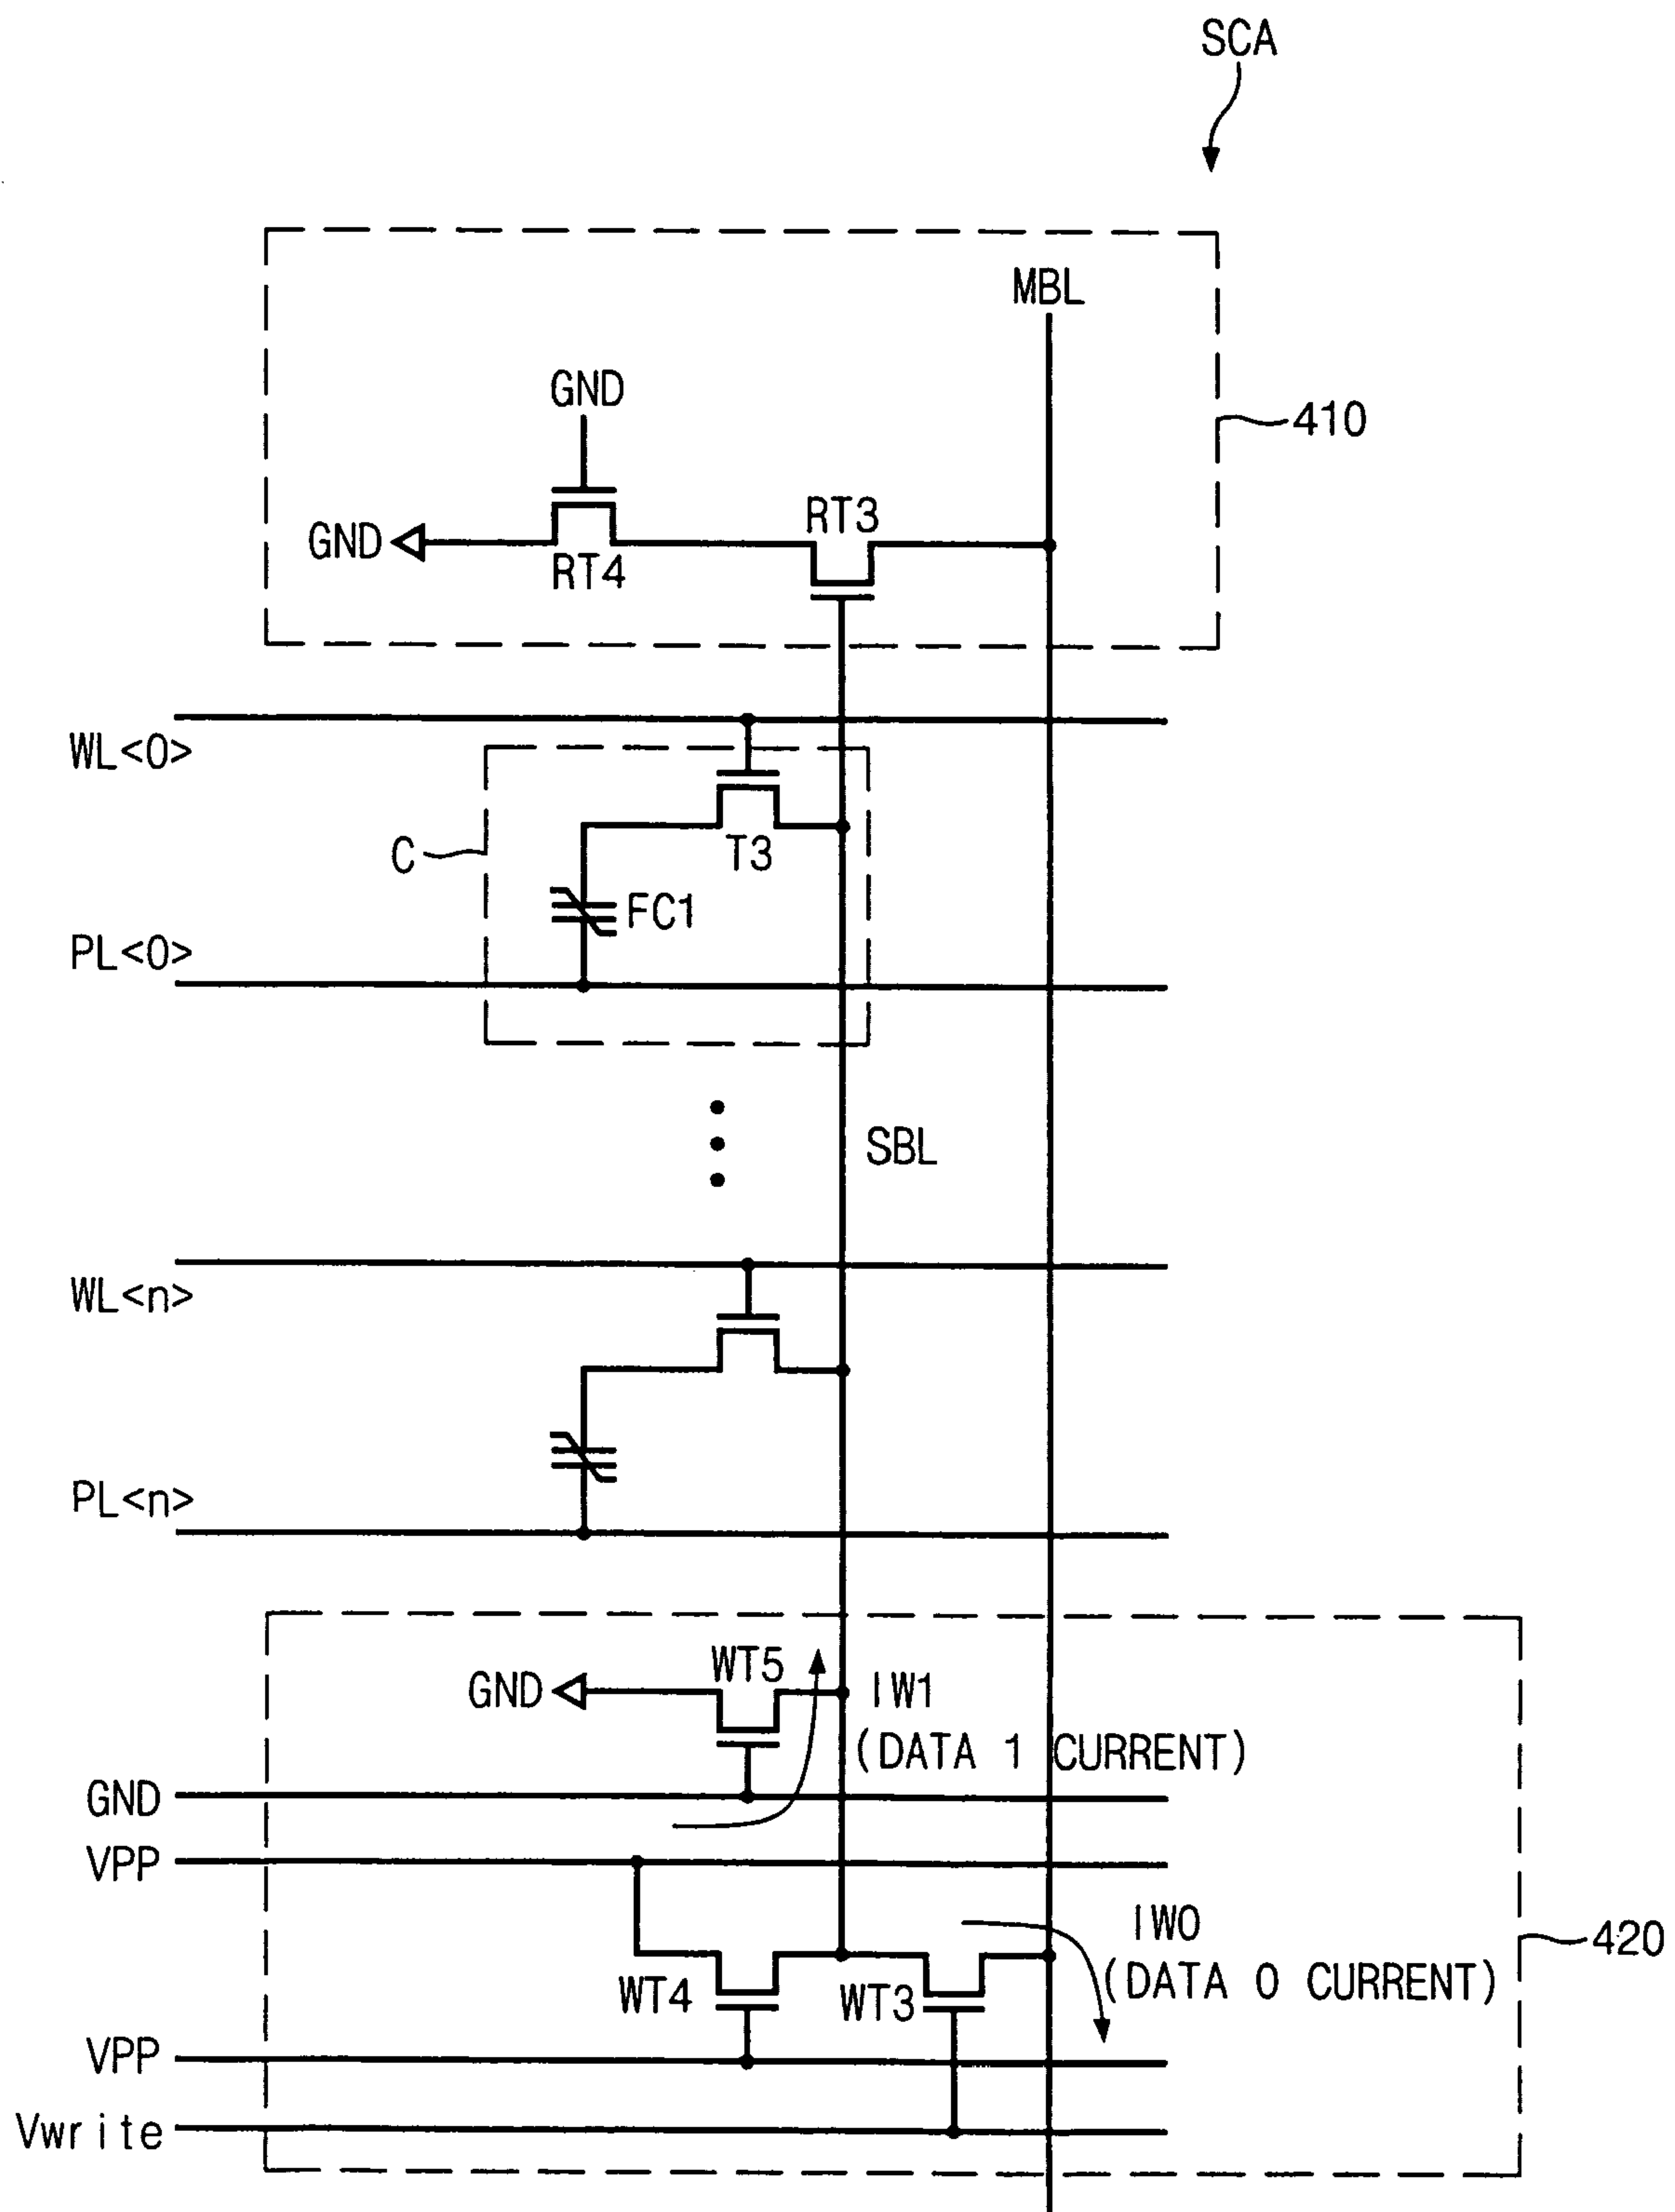 SCA
MBL
GND
410
RT3
GND
RT4
WL<0>
T3
C
FC1
PL<0>
SBL
WL<n>
PL<n>
WT5
GND
IW1
(DATA 1 CURRENT)
GND
VPP
IW0
420
(DATA 0 CURRENT)
WT4
WT3
VPP
Vwrite